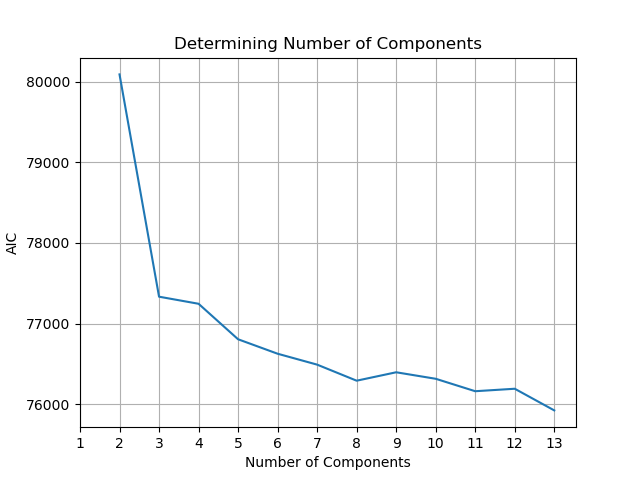 Determining Number of Components
80000
79000
78000
77000
76000
AIC
1 2 3 4 5 6 7 8 9 10 11 12 13
Number of Components